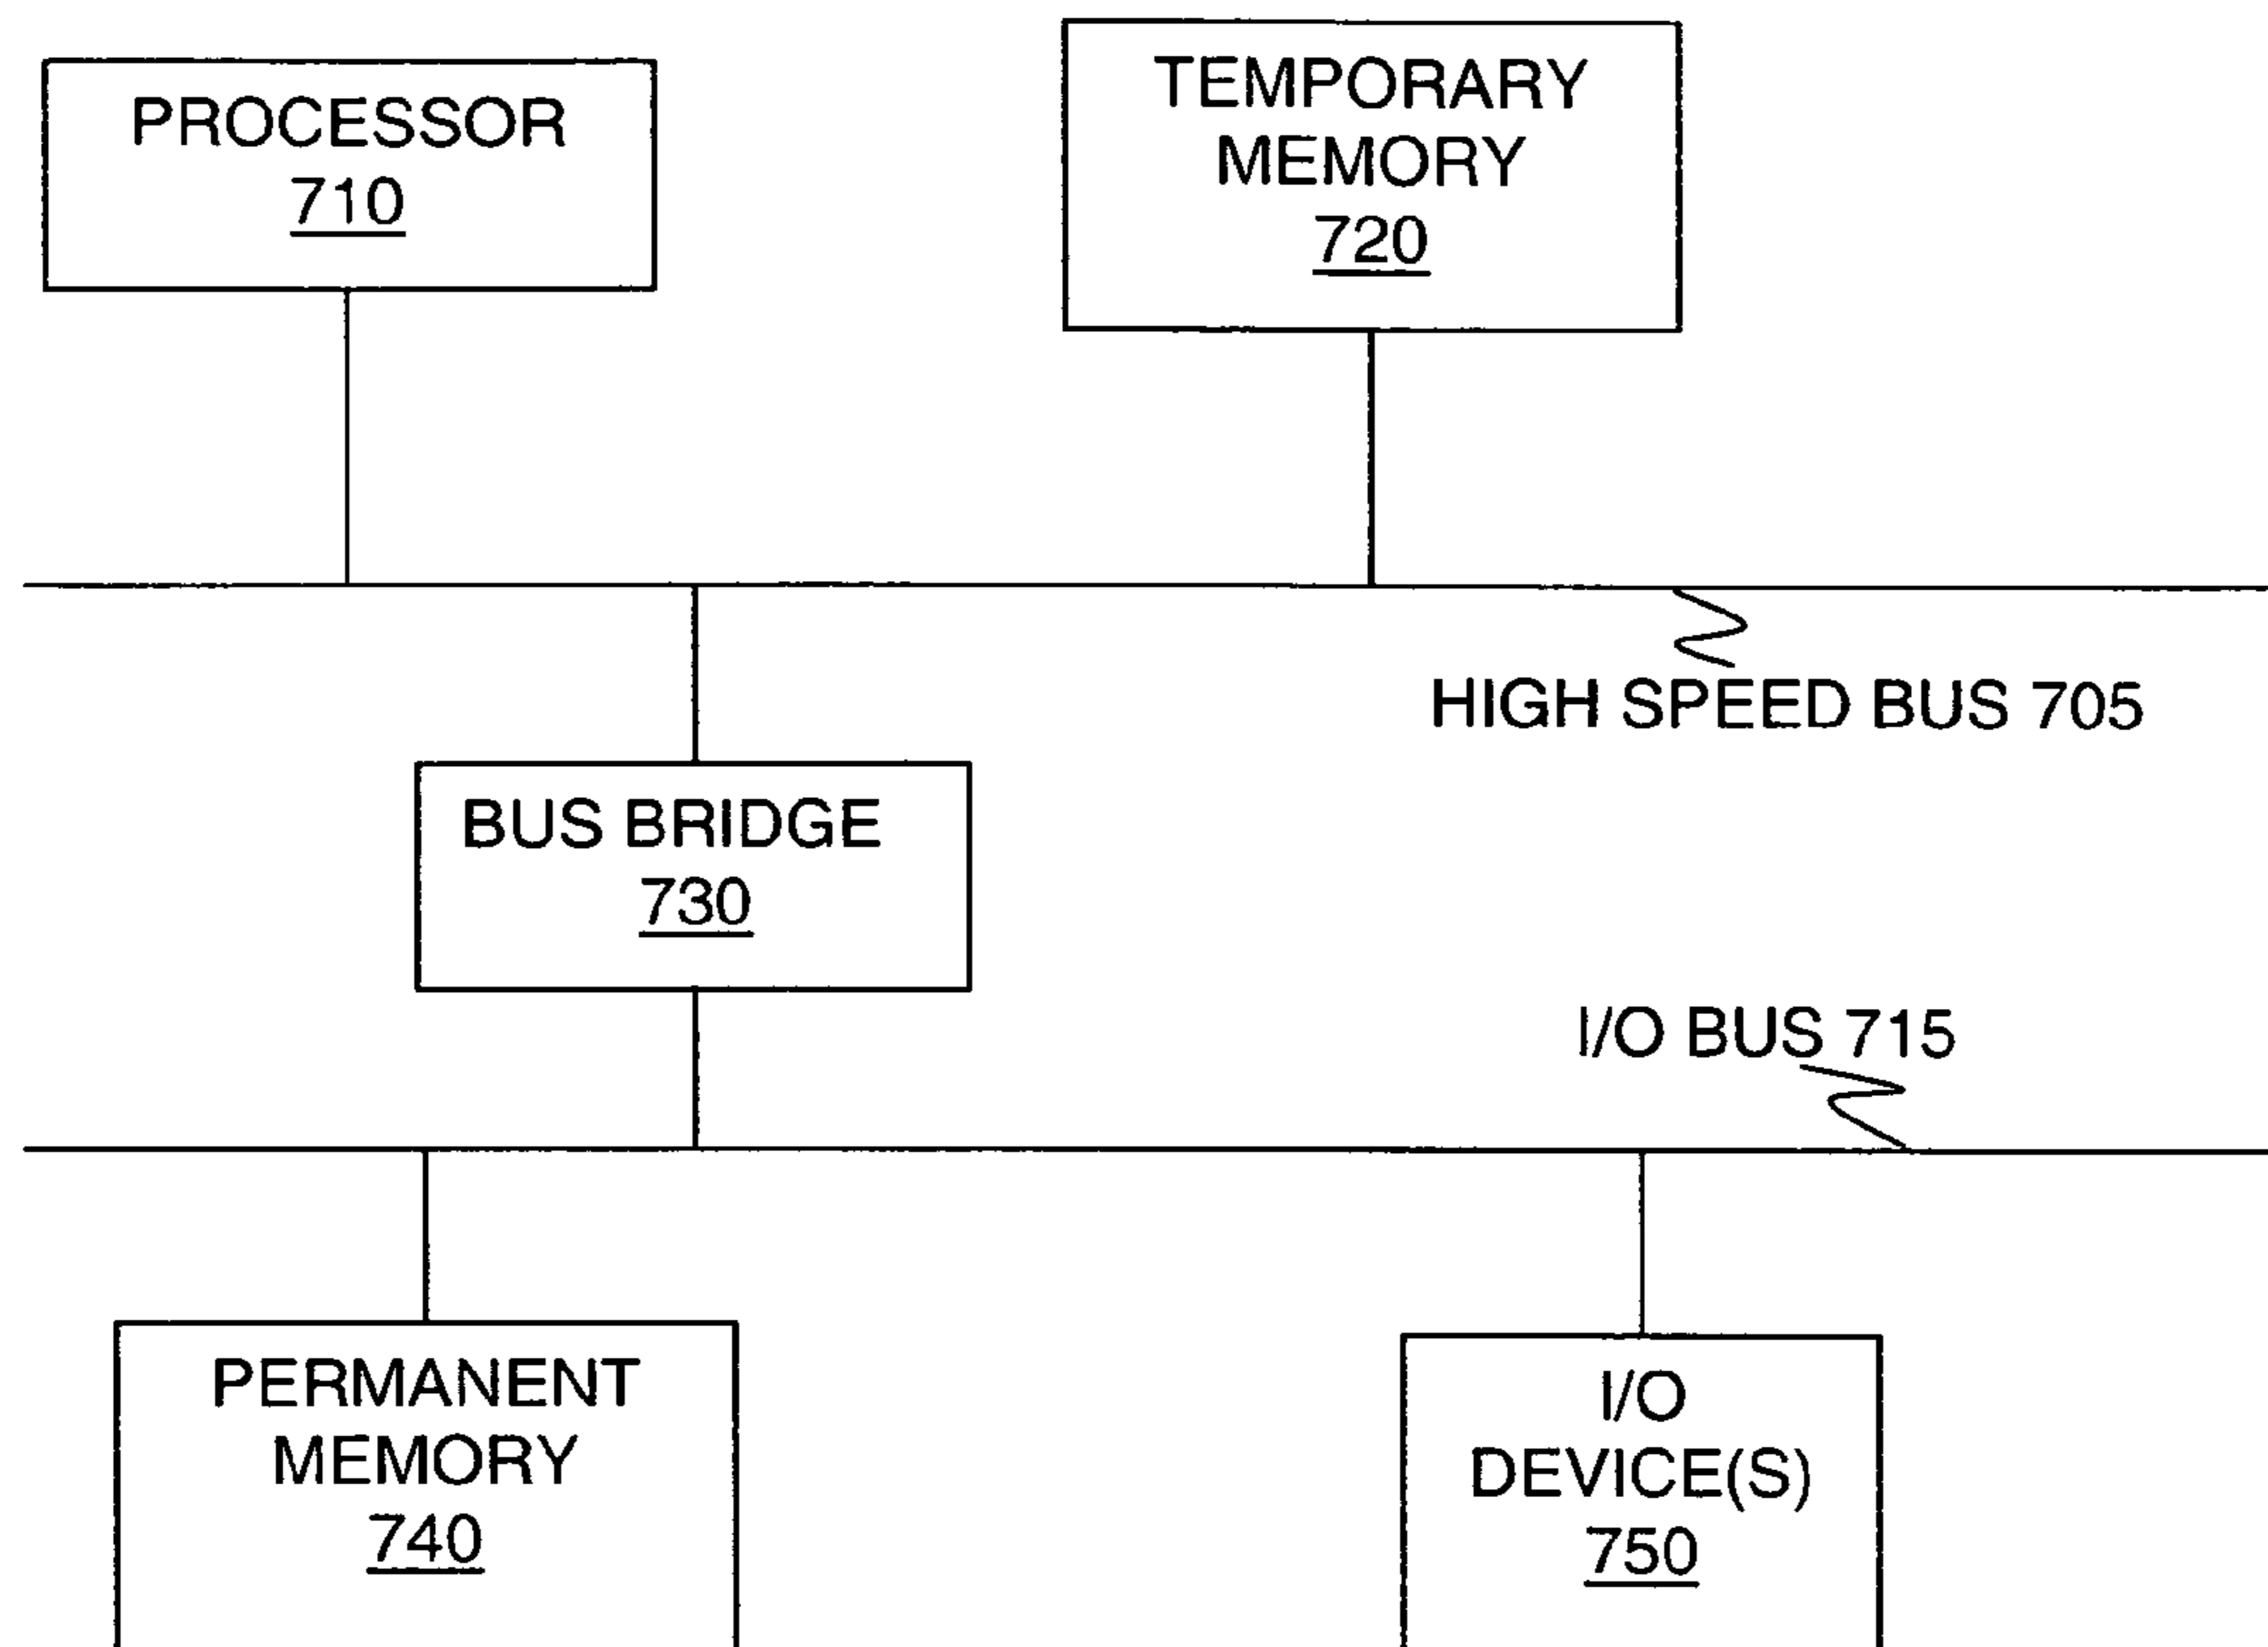 PROCESSOR
710
TEMPORARY
MEMORY
720
HIGH SPEED BUS 705
BUS BRIDGE
730
I/O BUS 715
PERMANENT
MEMORY
740
I/O
DEVICE(S)
750